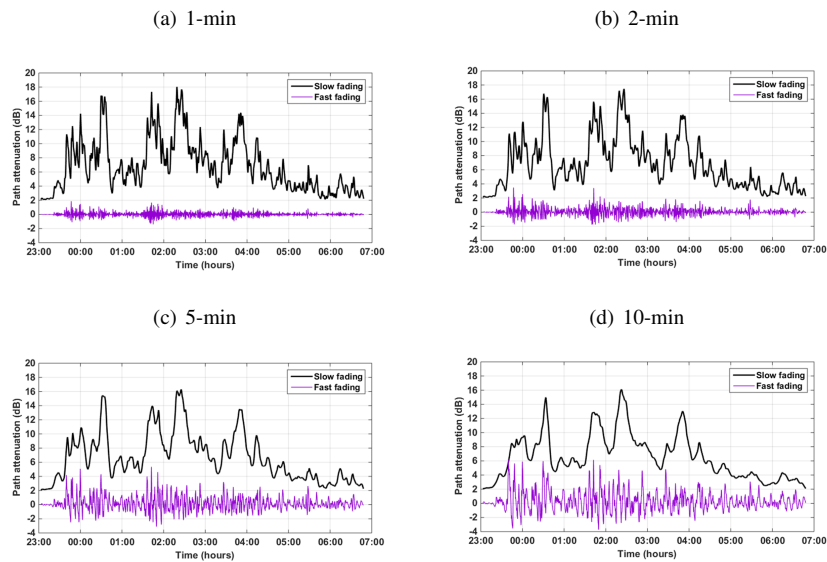 (a) 1-min
(b) 2-min
20
18
16
14
12
10
8
6
4
2
0
-2
-4
Path attenuation (dB)
Slow fading
Fast fading
23:00 00:00 01:00 02:00 03:00 04:00 05:00 06:00 07:00
Time (hours)
20
18
16
14
12
10
8
6
4
2
0
-2
-4
Path attenuation (dB)
Slow fading
Fast fading
23:00 00:00 01:00 02:00 03:00 04:00 05:00 06:00 07:00
Time (hours)
(c) 5-min
(d) 10-min
20
18
16
14
12
10
8
6
4
2
0
-2
-4
Path attenuation (dB)
Slow fading
Fast fading
23:00 00:00 01:00 02:00 03:00 04:00 05:00 06:00 07:00
Time (hours)
20
18
16
14
12
10
8
6
4
2
0
-2
-4
Path attenuation (dB)
Slow fading
Fast fading
23:00 00:00 01:00 02:00 03:00 04:00 05:00 06:00 07:00
Time (hours)